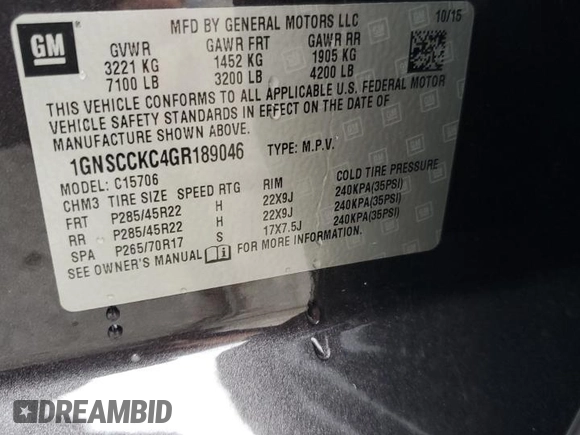 GM
MFD BY GENERAL MOTORS LLC
10/15
GVWR GAWR FRT GAWR RR
3221 KG 1452 KG 1905 KG
7100 LB 3200 LB 4200 LB
THIS VEHICLE CONFORMS TO ALL APPLICABLE U.S. FEDERAL MOTOR
VEHICLE SAFETY STANDARDS IN EFFECT ON THE DATE OF
MANUFACTURE SHOWN ABOVE.
1GNSCCKC4GR189046 TYPE: M.P.V.
MODEL: C15706
CHM3 TIRE SIZE SPEED RTG RIM COLD TIRE PRESSURE
FRT P285/45R22 H 22X9J 240KPA(35PSI)
RR P285/45R22 H 22X9J 240KPA(35PSI)
SPA P265/70R17 S 17X7.5J 240KPA(35PSI)
SEE OWNER'S MANUAL FOR MORE INFORMATION.
DREAMBID